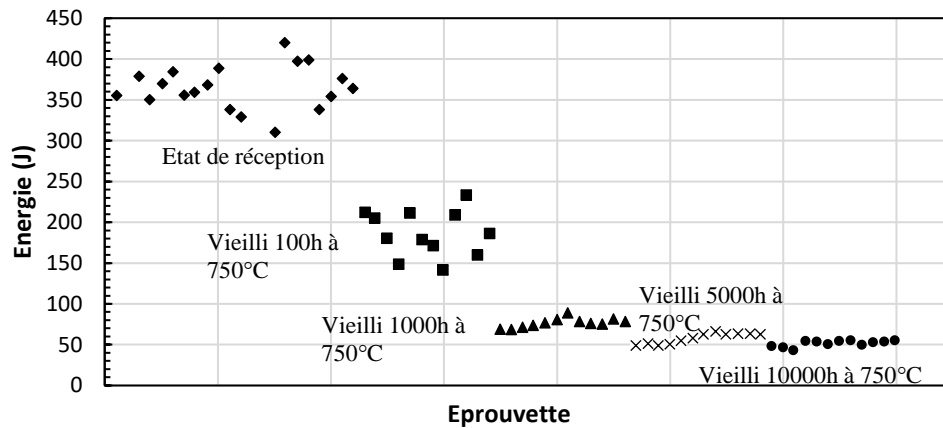 450
400
350
300
250
200
150
100
50
0
Energie (J)
Etat de réception
Vieilli 100h à
750°C
Vieilli 1000h à
750°C
Vieilli 5000h à
750°C
Vieilli 10000h à 750°C
Eprouvette